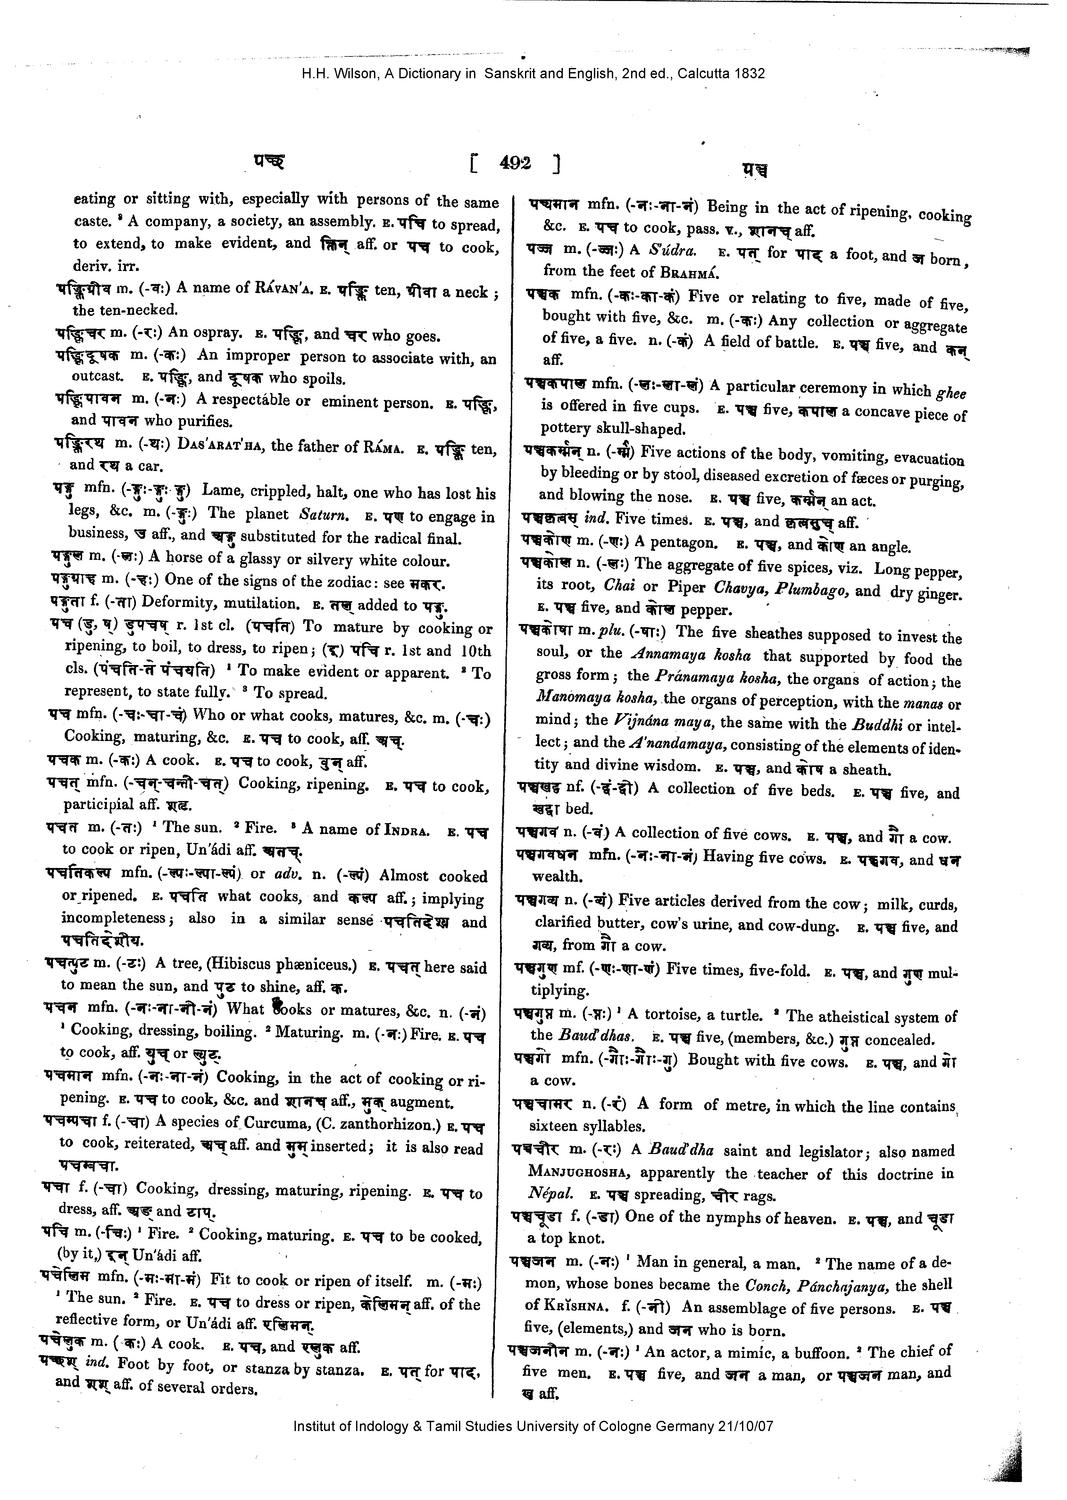 H.H. Wilson, A Dictionary in Sanskrit and English, 2nd ed., Calcutta 1832
पच्छ
[ 492 ]
पञ्च
eating or sitting with, especially with persons of the same
caste. ³ A company, a society, an assembly. E. पचि to spread,
to extend, to make evident, and क्तिन् aff. or पच to cook,
deriv. irr.
पङ्क्तिग्रीव m. (-वः) A name of RÁVAN'A. E. पङ्क्ति ten, ग्रीवा a neck ;
the ten-necked.
पङ्क्तिचर m. (-रः) An ospray. E. पङ्क्ति, and चर who goes.
पङ्क्तिदूषक m. (-कः) An improper person to associate with, an
outcast. E. पङ्क्ति, and दूषक who spoils.
पङ्क्तिपावन m. (-नः) A respectable or eminent person. E. पङ्क्ति,
and पावन who purifies.
पङ्क्तिरथ m. (-थः) DAS'ARAT'HA, the father of RÁMA. E. पङ्क्ति ten,
and रथ a car.
पङ्गु mfn. (-ङ्गुः-ङ्गुः-ङ्गु) Lame, crippled, halt, one who has lost his
legs, &c. m. (-ङ्गुः) The planet Saturn. E. पण to engage in
business, उ aff., and अङ्गु substituted for the radical final.
पङ्गुल m. (-लः) A horse of a glassy or silvery white colour.
पङ्गुग्राह m. (-हः) One of the signs of the zodiac: see मकर.
पङ्गुता f. (-ता) Deformity, mutilation. E. तल् added to पङ्गु.
पच (डु, ष्) डुपचष् r. 1st cl. (पचति) To mature by cooking or
ripening, to boil, to dress, to ripen; (इ) पचि r. 1st and 10th
cls. (पंचति-ते पंचयति) ¹ To make evident or apparent. ² To
represent, to state fully. ³ To spread.
पच mfn. (-चः-चा-चं) Who or what cooks, matures, &c. m. (-चः)
Cooking, maturing, &c. E. पच to cook, aff. अच्.
पचक m. (-कः) A cook. E. पच to cook, वुन् aff.
पचत् mfn. (-चन्-चन्ती-चत्) Cooking, ripening. E. पच to cook,
participial aff. शतृ.
पचत m. (-तः) ¹ The sun. ² Fire. ³ A name of INDRA. E. पच
to cook or ripen, Un'ádi aff. अतच्.
पचतिकल्प mfn. (-ल्पः-ल्पा-ल्पं) or adv. n. (-ल्पं) Almost cooked
or ripened. E. पचति what cooks, and कल्प aff.; implying
incompleteness; also in a similar sense पचतिदेश्य and
पचतिदेशीय.
पचत्पुट m. (-टः) A tree, (Hibiscus phæniceus.) E. पचत् here said
to mean the sun, and पुट to shine, aff. क.
पचन mfn. (-नः-ना-नी-नं) What cooks or matures, &c. n. (-नं)
¹ Cooking, dressing, boiling. ² Maturing. m. (-नः) Fire. E. पच
to cook, aff. युच् or ल्युट्.
पचमान mfn. (-नः-ना-नं) Cooking, in the act of cooking or ri-
pening. E. पच to cook, &c. and शानच aff., मुक् augment.
पचम्पचा f. (-चा) A species of Curcuma, (C. zanthorhizon.) E. पच
to cook, reiterated, अच् aff. and मुम् inserted; it is also read
पचम्बचा.
पचा f. (-चा) Cooking, dressing, maturing, ripening. E. पच to
dress, aff. अङ् and टाप्.
पचि m. (-चिः) ¹ Fire. ² Cooking, maturing. E. पच to be cooked,
(by it,) इन् Un'ádi aff.
पचेलिम mfn. (-मः-मा-मं) Fit to cook or ripen of itself. m. (-मः)
¹ The sun. ² Fire. E. पच to dress or ripen, केलिमन् aff. of the
reflective form, or Un'ádi aff. एलिमन्.
पचेलुक m. (कः) A cook. E. पच, and एलुक aff.
पच्छस् ind. Foot by foot, or stanza by stanza. E. पत् for पाद,
and शस् aff. of several orders.
पच्यमान mfn. (-नः-ना-नं) Being in the act of ripening, cooking
&c. E. पच to cook, pass. v., शानच् aff.
पज्ज m. (-ज्जः) A S'údra. E. पत् for पाद a foot, and ज born,
from the feet of BRAHMÁ.
पञ्चक mfn. (-कः-का-कं) Five or relating to five, made of five,
bought with five, &c. m. (-कः) Any collection or aggregate
of five, a five. n. (-कं) A field of battle. E. पञ्च five, and कन्
aff.
पञ्चकपाल mfn. (-लः-ला-लं) A particular ceremony in which ghee
is offered in five cups. E. पञ्च five, कपाल a concave piece of
pottery skull-shaped.
पञ्चकर्म्मन् n. (-र्म्म) Five actions of the body, vomiting, evacuation
by bleeding or by stool, diseased excretion of fæces or purging,
and blowing the nose. E. पञ्च five, कर्म्मन् an act.
पञ्चकृत्वस् ind. Five times. E. पञ्च, and कृत्वसुच् aff.
पञ्चकोण m. (-णः) A pentagon. E. पञ्च, and कोण an angle.
पञ्चकोल n. (-लः) The aggregate of five spices, viz. Long pepper,
its root, Chai or Piper Chavya, Plumbago, and dry ginger.
E. पञ्च five, and कोल pepper.
पञ्चकोषा m. plu. (-षाः) The five sheathes supposed to invest the
soul, or the Annamaya kosha that supported by food the
gross form; the Pránamaya kosha, the organs of action; the
Manomaya kosha, the organs of perception, with the manas or
mind; the Vijnána maya, the same with the Buddhi or intel-
lect; and the A'nandamaya, consisting of the elements of iden-
tity and divine wisdom. E. पञ्च, and कोष a sheath.
पञ्चखट्व nf. (-ट्वं-ट्वी) A collection of five beds. E. पञ्च five, and
खट्वा bed.
पञ्चगव n. (-वं) A collection of five cows. E. पञ्च, and गो a cow.
पञ्चगवधन mfn. (-नः-ना-नं) Having five cows. E. पञ्चगव, and धन
wealth.
पञ्चगव्य n. (-व्यं) Five articles derived from the cow; milk, curds,
clarified butter, cow's urine, and cow-dung. E. पञ्च five, and
गव्य, from गो a cow.
पञ्चगुण mf. (-णः-णा-णं) Five times, five-fold. E. पञ्च, and गुण mul-
tiplying.
पञ्चगुप्त m. (-प्तः) ¹ A tortoise, a turtle. ² The atheistical system of
the Baud'dhas. E. पञ्च five, (members, &c.) गुप्त concealed.
पञ्चगो mfn. (-गौः-गौः-गु) Bought with five cows. E. पञ्च, and गो
a cow.
पञ्चचामर n. (-रं) A form of metre, in which the line contains
sixteen syllables.
पञ्चचीर m. (-रः) A Baud'dha saint and legislator; also named
MANJUGHOSHA, apparently the teacher of this doctrine in
Népal. E. पञ्च spreading, चीर rags.
पञ्चचूडा f. (-डा) One of the nymphs of heaven. E. पञ्च, and चूडा
a top knot.
पञ्चजन m. (-नः) ¹ Man in general, a man. ² The name of a de-
mon, whose bones became the Conch, Pánchajanya, the shell
of KRĬSHNA. f. (-नी) An assemblage of five persons. E. पञ्च
five, (elements,) and जन who is born.
पञ्चजनीन m. (-नः) ¹ An actor, a mimic, a buffoon. ² The chief of
five men. E. पञ्च five, and जन a man, or पञ्चजन man, and
ख aff.
Institut of Indology & Tamil Studies University of Cologne Germany 21/10/07